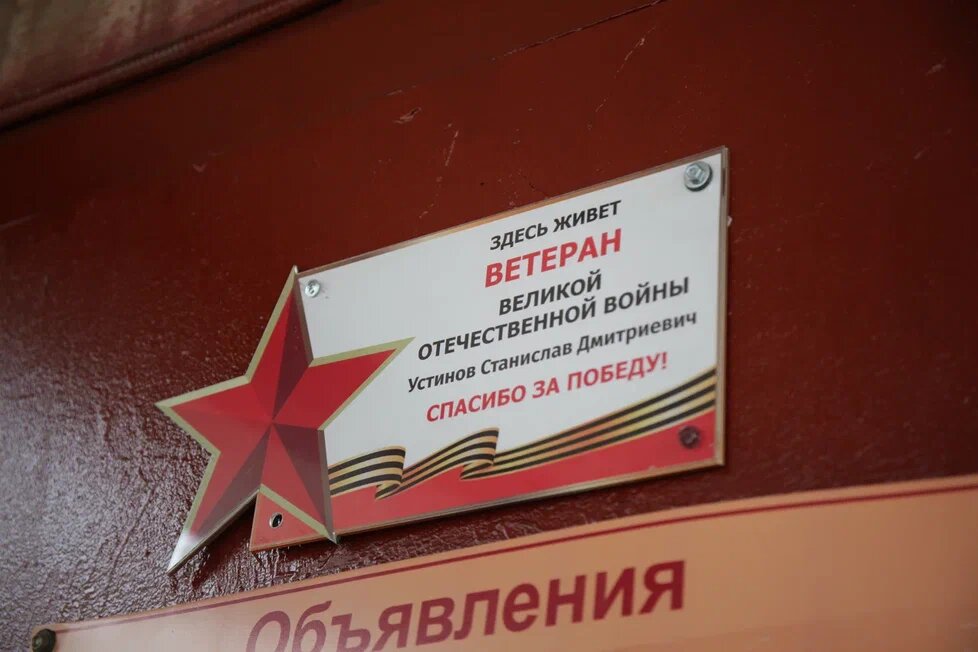 ЗДЕСЬ ЖИВЕТ
ВЕТЕРАН
ВЕЛИКОЙ
ОТЕЧЕСТВЕННОЙ ВОЙНЫ
Устинов Станислав Дмитриевич
СПАСИБО ЗА ПОБЕДУ!
Объявления